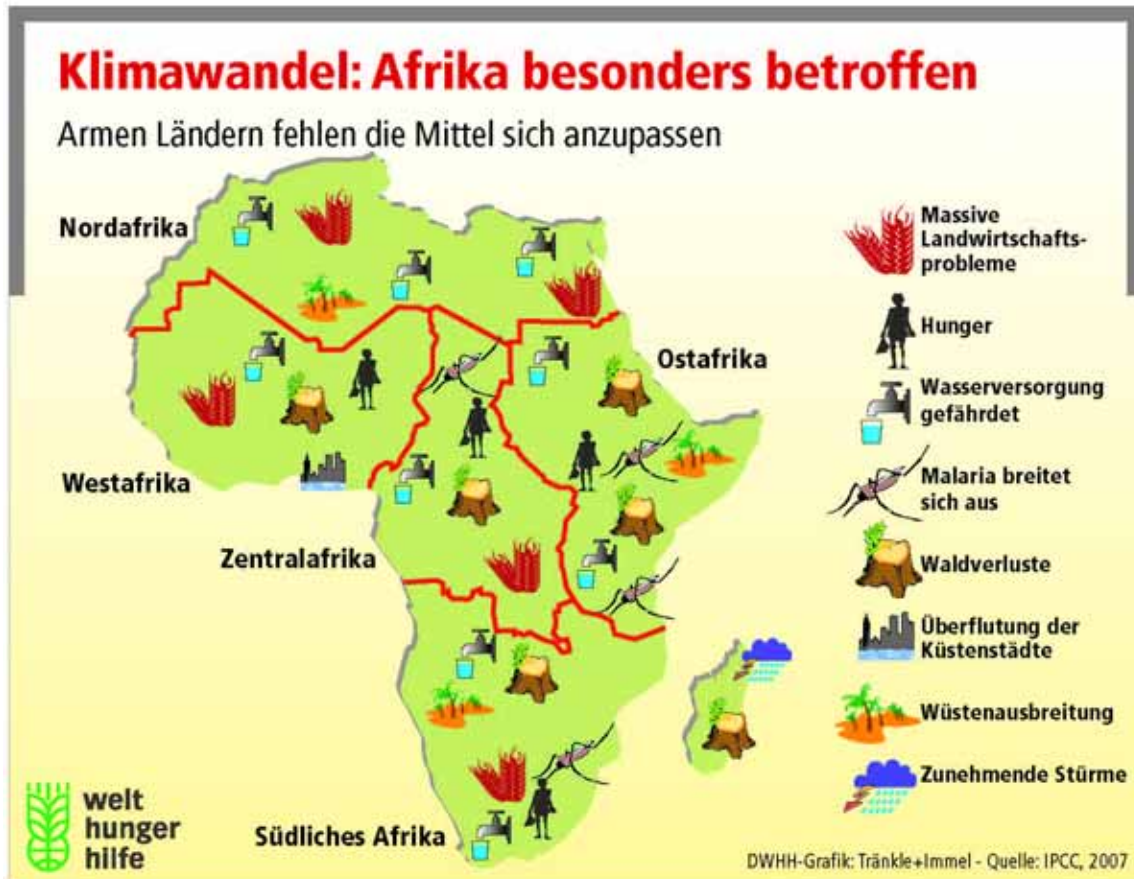 Klimawandel: Afrika besonders betroffen
Armen Ländern fehlen die Mittel sich anzupassen
Nordafrika
Ostafrika
Westafrika
Zentralafrika
Südliches Afrika
Massive
Landwirtschafts-
probleme
Hunger
Wasserversorgung
gefährdet
Malaria breitet
sich aus
Waldverluste
Überflutung der
Küstenstädte
Wüstenausbreitung
Zunehmende Stürme
welt
hunger
hilfe
DWHH-Grafik: Tränkle+Immel - Quelle: IPCC, 2007